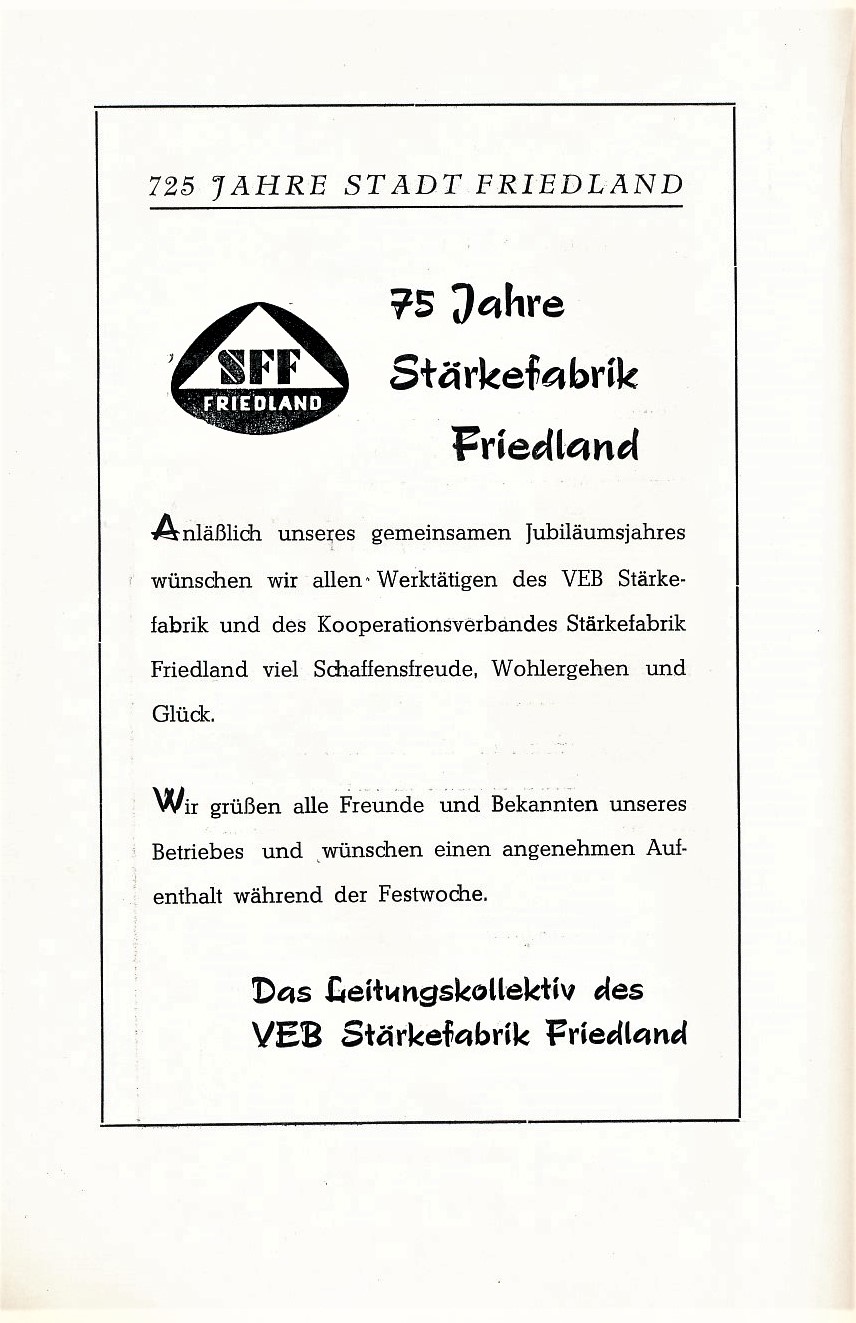 725 JAHRE STADT FRIEDLAND
75 Jahre
Stärkefabrik
Friedland
SFF
FRIEDLAND
Anläßlich unseres gemeinsamen Jubiläumsjahres
wünschen wir allen Werktätigen des VEB Stärke-
fabrik und des Kooperationsverbandes Stärkefabrik
Friedland viel Schaffensfreude, Wohlergehen und
Glück.
Wir grüßen alle Freunde und Bekannten unseres
Betriebes und wünschen einen angenehmen Auf-
enthalt während der Festwoche.
Das Leitungskollektiv des
VEB Stärkefabrik Friedland